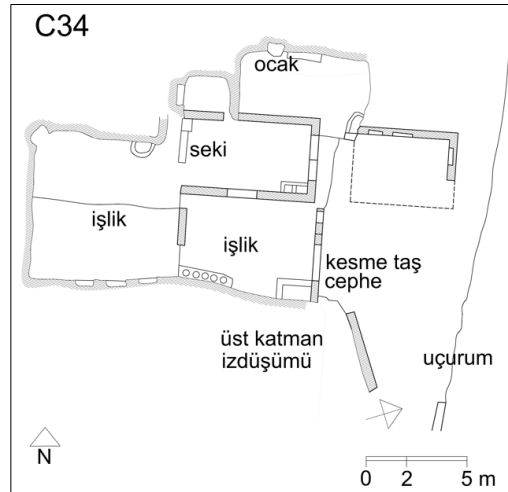 C34
ocak
seki
işlik
işlik
kesme taş
cephe
üst katman
izdüşümü
uçurum
N
0 2 5 m